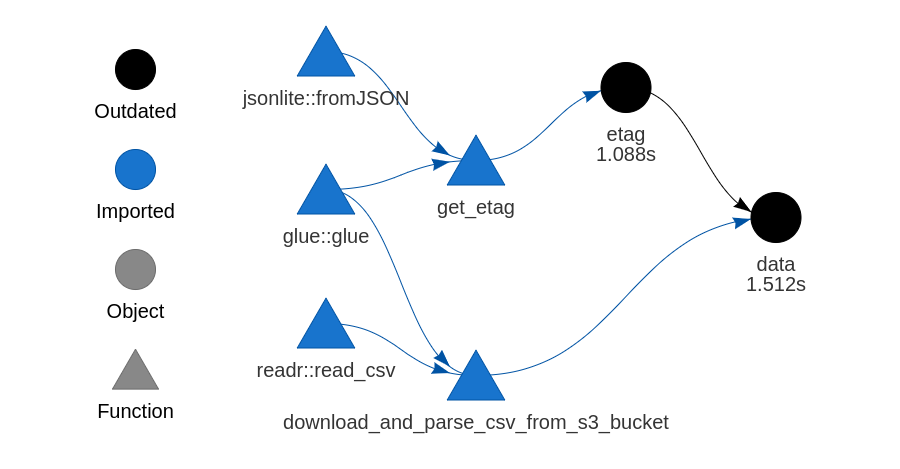 Outdated
Imported
Object
Function
jsonlite::fromJSON
glue::glue
readr::read_csv
get_etag
download_and_parse_csv_from_s3_bucket
etag
1.088s
data
1.512s